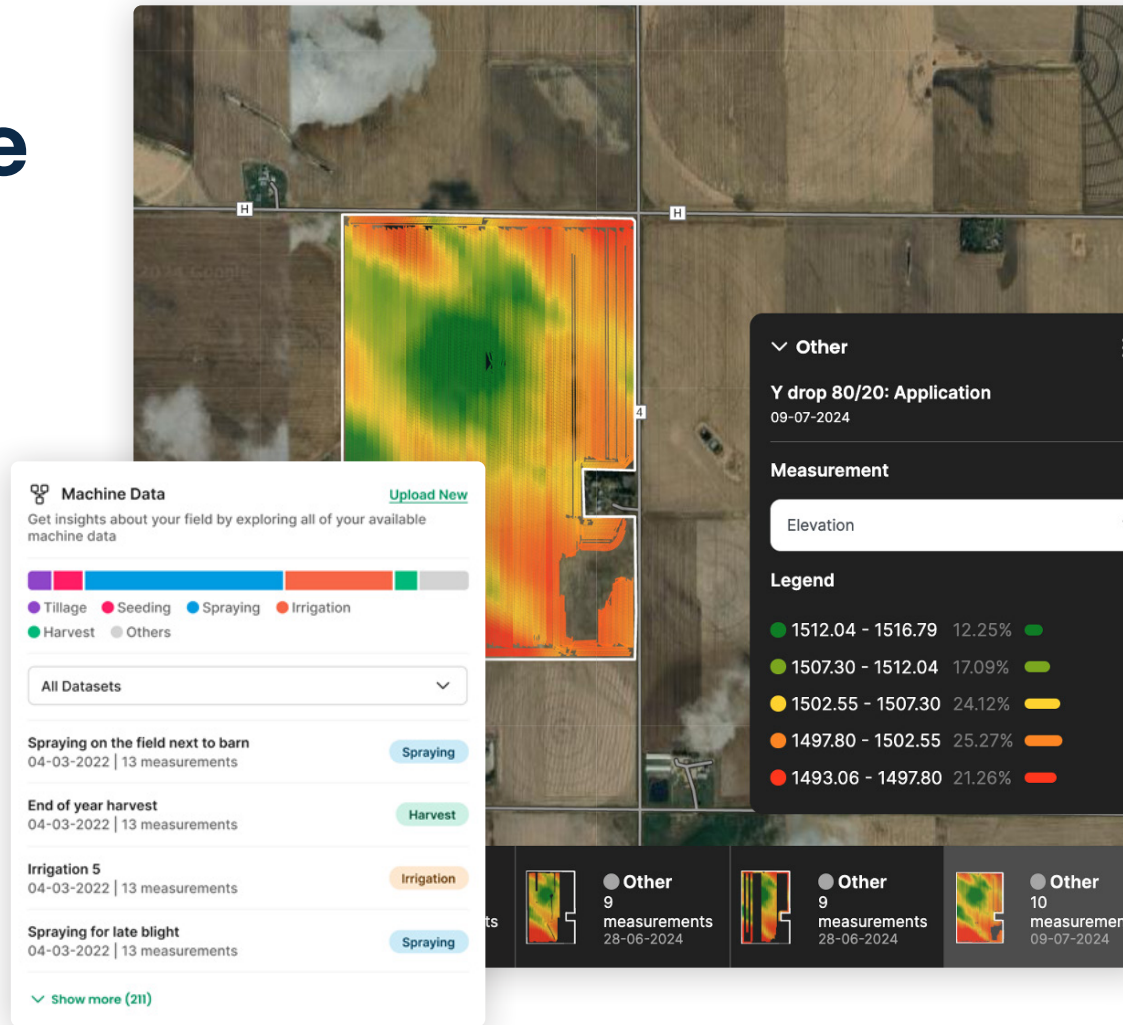 e
H
H
2024 Google
4
Other
Y drop 80/20: Application
09-07-2024
Measurement
Elevation
Legend
1512.04 - 1516.79 12.25%
1507.30 - 1512.04 17.09%
1502.55 - 1507.30 24.12%
1497.80 - 1502.55 25.27%
1493.06 - 1497.80 21.26%
Machine Data
Upload New
Get insights about your field by exploring all of your available
machine data
Tillage Seeding Spraying Irrigation
Harvest Others
All Datasets
Spraying on the field next to barn
04-03-2022 | 13 measurements
Spraying
End of year harvest
04-03-2022 | 13 measurements
Harvest
Irrigation 5
04-03-2022 | 13 measurements
Irrigation
Spraying for late blight
04-03-2022 | 13 measurements
Spraying
Show more (211)
ts
Other
9
measurements
28-06-2024
Other
9
measurements
28-06-2024
Other
10
measuremen
09-07-2024